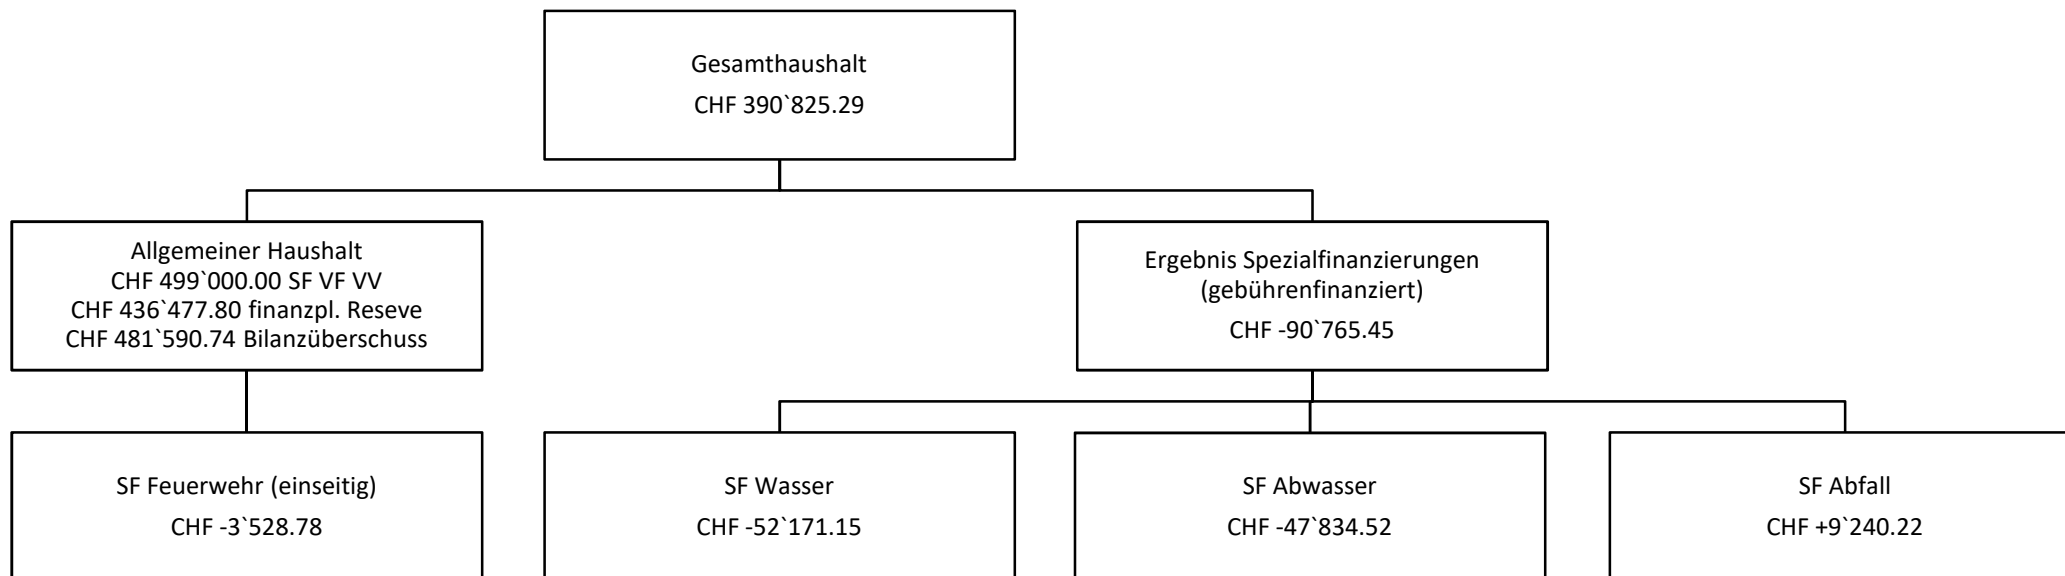 Gesamthaushalt
CHF 390`825.29
Allgemeiner Haushalt
CHF 499`000.00 SF VF VV
CHF 436`477.80 finanzpl. Reseve
CHF 481`590.74 Bilanzüberschuss
Ergebnis Spezialfinanzierungen
(gebührenfinanziert)
CHF -90`765.45
SF Feuerwehr (einseitig)
CHF -3`528.78
SF Wasser
CHF -52`171.15
SF Abwasser
CHF -47`834.52
SF Abfall
CHF +9`240.22